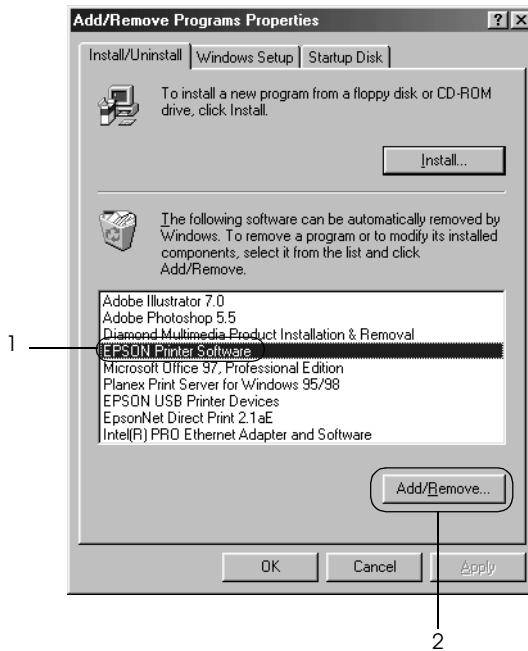 Add/Remove Programs Properties
Install/Uninstall Windows Setup Startup Disk
To install a new program from a floppy disk or CD-ROM
drive, click Install.
Install...
The following software can be automatically removed by
Windows. To remove a program or to modify its installed
components, select it from the list and click
Add/Remove.
Adobe Illustrator 7.0
Adobe Photoshop 5.5
Diamond Multimedia Product Installation & Removal
1
EPSON Printer Software
Microsoft Office 97, Professional Edition
Planex Print Server for Windows 95/98
EPSON USB Printer Devices
EpsonNet Direct Print 2.1aE
Intel(R) PRO Ethernet Adapter and Software
Add/Remove...
OK Cancel Apply
2